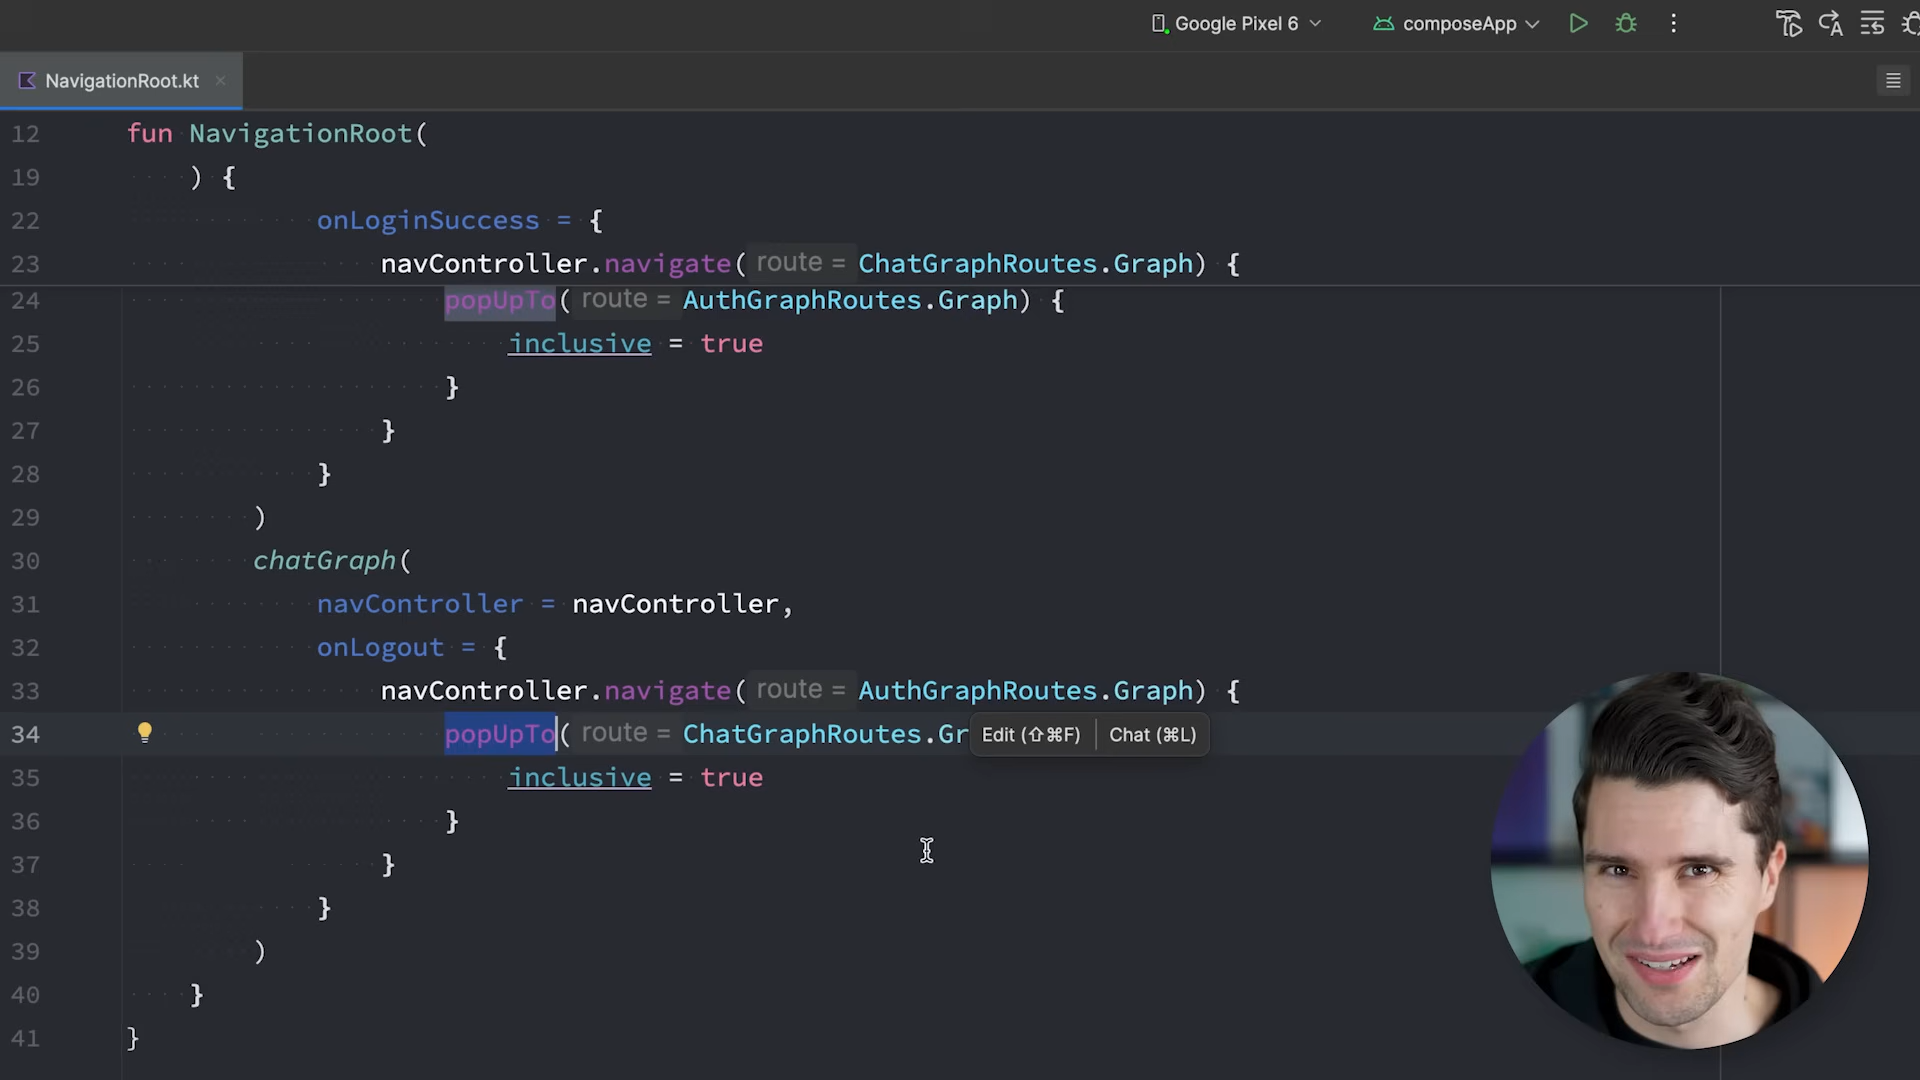 Google Pixel 6
composeApp
NavigationRoot.kt
12 fun NavigationRoot(
19 ) {
22 onLoginSuccess = {
23 navController.navigate( route = ChatGraphRoutes.Graph) {
24 popUpTo( route = AuthGraphRoutes.Graph) {
25 inclusive = true
26 }
27 }
28 }
29 )
30 chatGraph(
31 navController = navController,
32 onLogout = {
33 navController.navigate( route = AuthGraphRoutes.Graph) {
34 popUpTo( route = ChatGraphRoutes.Gr Edit (⇧⌘F) Chat (⌘L)
35 inclusive = true
36 }
37 }
38 }
39 )
40 }
41 }